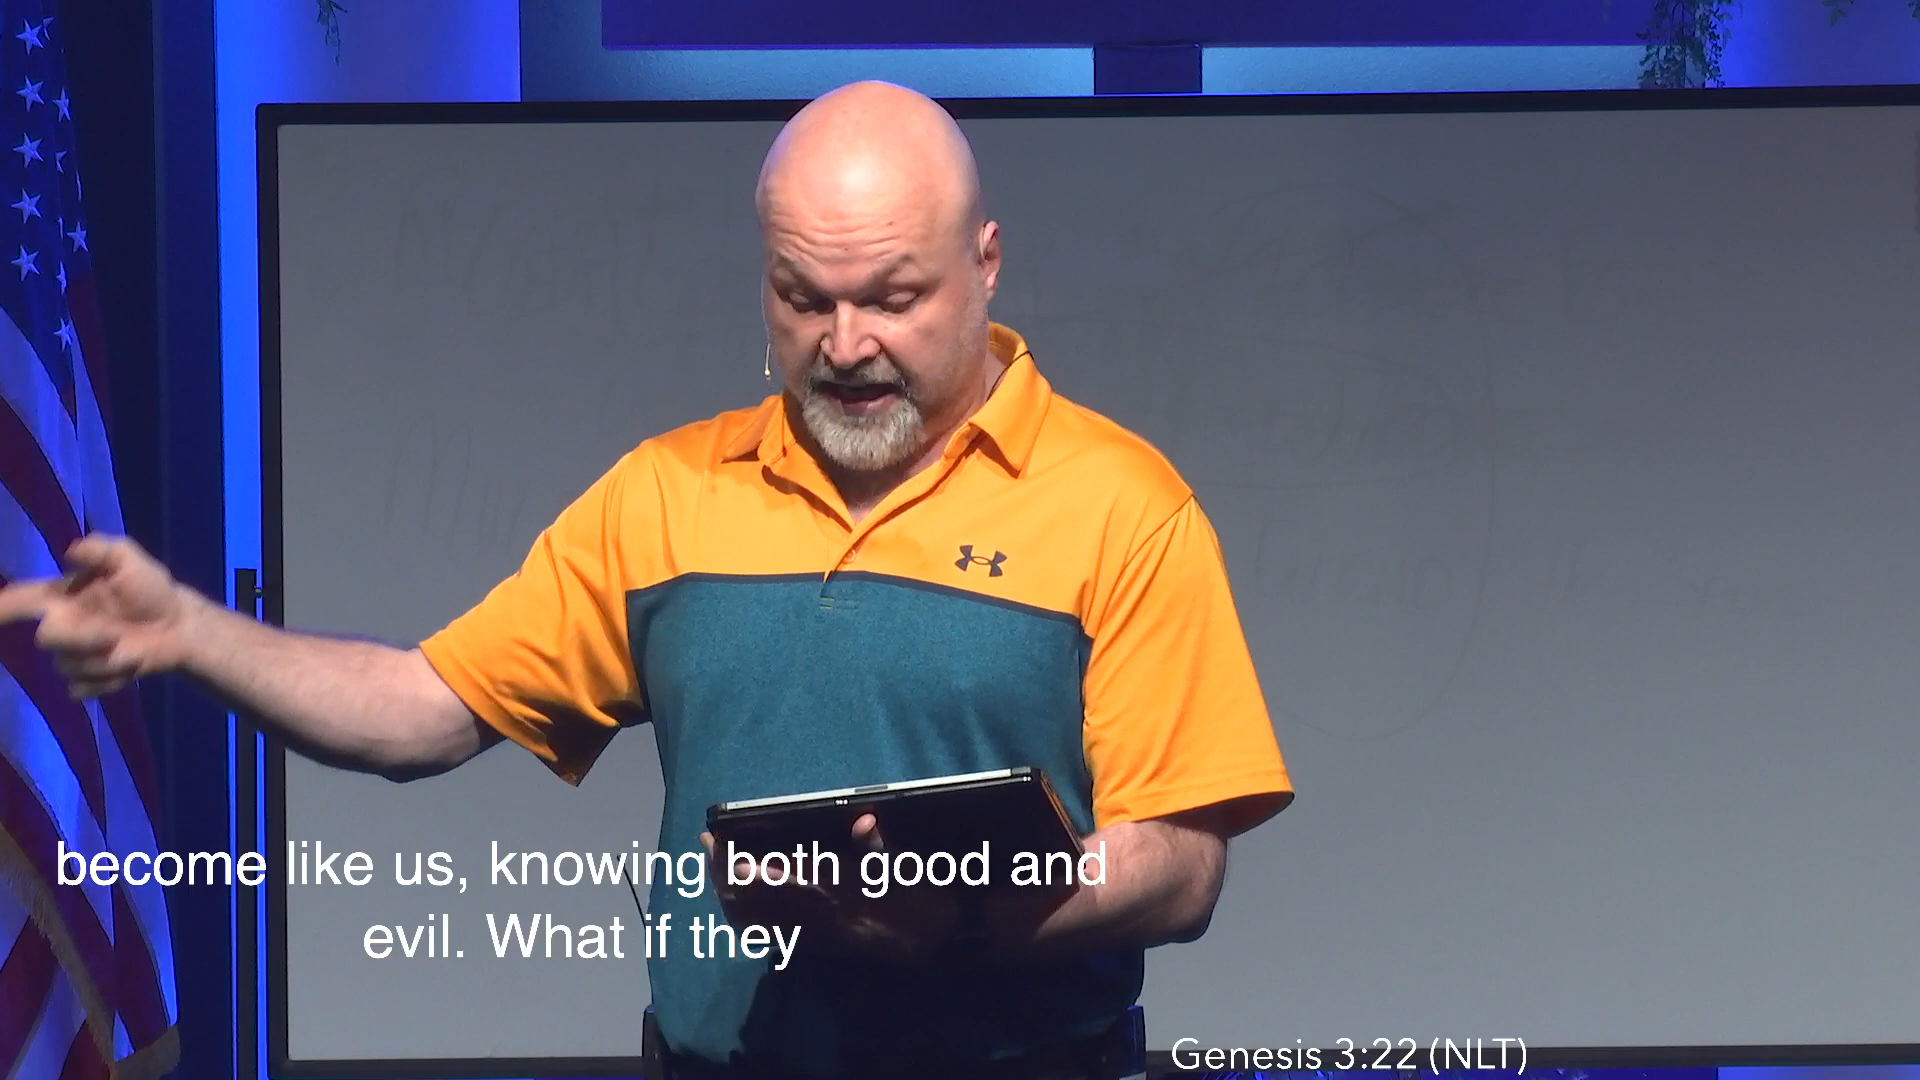 become like us, knowing both good and
evil. What if they
Genesis 3:22 (NLT)